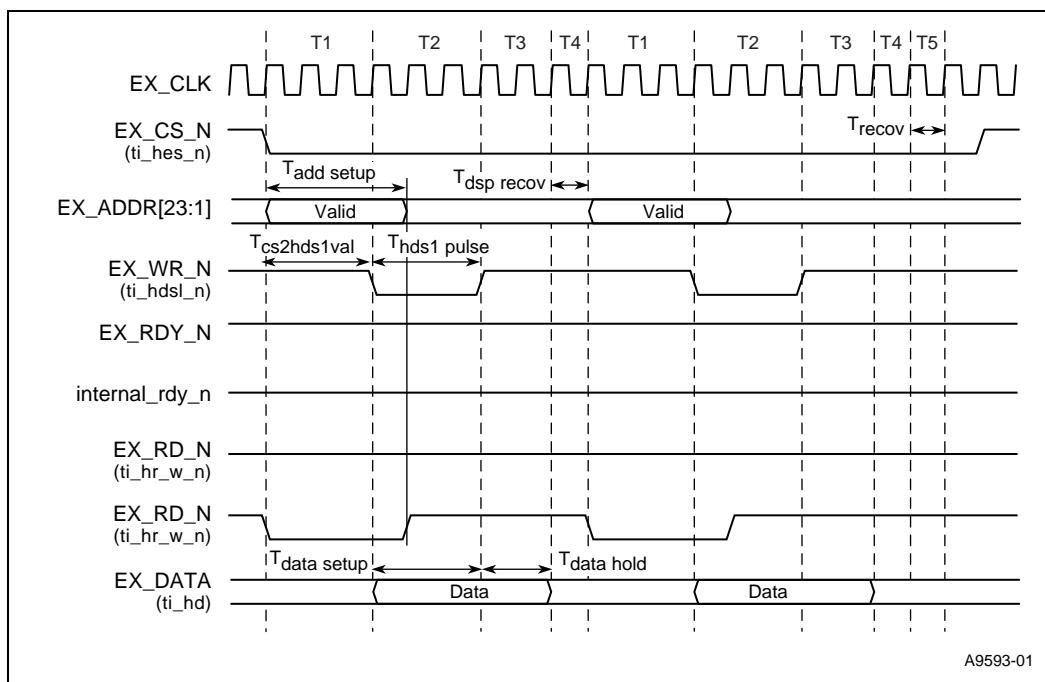 T1 T2 T3 T4 T1 T2 T3 T4 T5
EX_CLK
EX_CS_N
(ti_hes_n)
Trecov
Tadd setup
Tdsp recov
EX_ADDR[23:1]
Valid Valid
Tcs2hds1val Thds1 pulse
EX_WR_N
(ti_hdsl_n)
EX_RDY_N
internal_rdy_n
EX_RD_N
(ti_hr_w_n)
EX_RD_N
(ti_hr_w_n)
Tdata setup Tdata hold
EX_DATA
(ti_hd)
Data Data
A9593-01